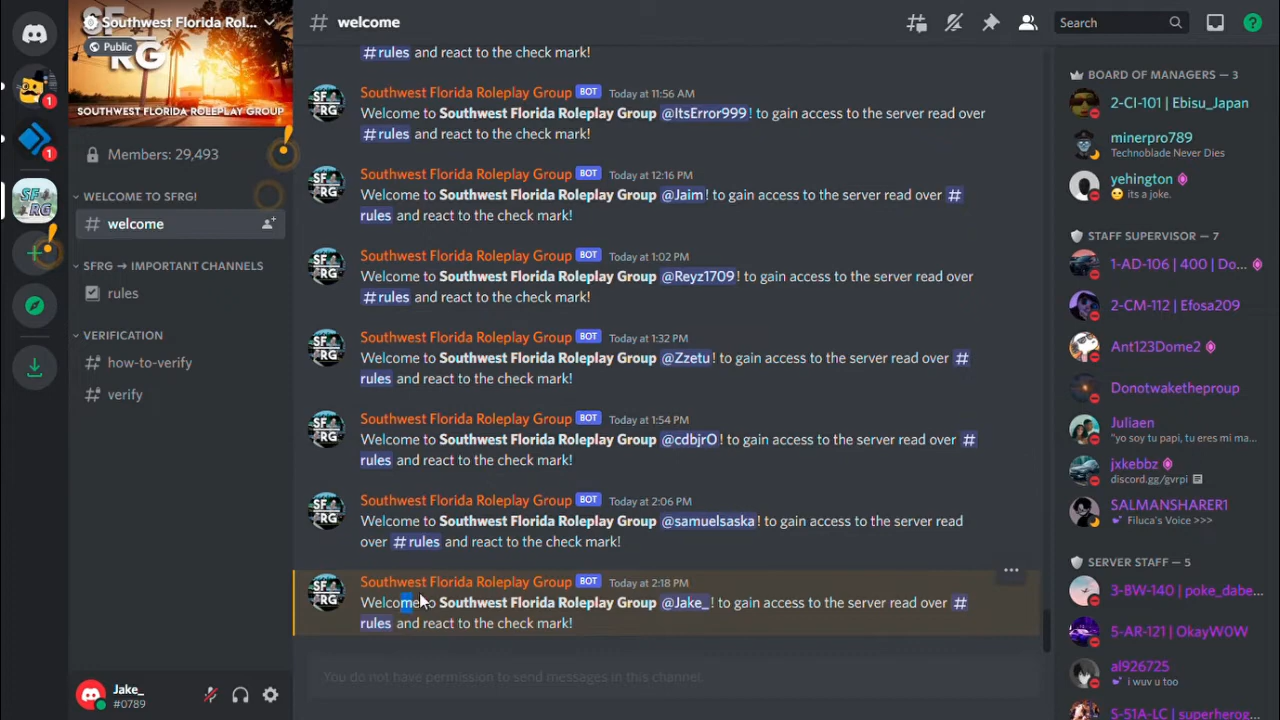 Southwest Florida Rol...
Public
SF
RG
SOUTHWEST FLORIDA ROLEPLAY GROUP
1
1
SF
RG
Members: 29,493
WELCOME TO SFRG!
# welcome
SFRG → IMPORTANT CHANNELS
rules
VERIFICATION
# how-to-verify
# verify
Jake_
#0789
# welcome
Search
#rules and react to the check mark!
Southwest Florida Roleplay Group BOT Today at 11:56 AM
Welcome to Southwest Florida Roleplay Group @ItsError999! to gain access to the server read over
#rules and react to the check mark!
Southwest Florida Roleplay Group BOT Today at 12:16 PM
Welcome to Southwest Florida Roleplay Group @Jaim! to gain access to the server read over #
rules and react to the check mark!
Southwest Florida Roleplay Group BOT Today at 1:02 PM
Welcome to Southwest Florida Roleplay Group @Reyz1709! to gain access to the server read over
#rules and react to the check mark!
Southwest Florida Roleplay Group BOT Today at 1:32 PM
Welcome to Southwest Florida Roleplay Group @Zzetu! to gain access to the server read over #
rules and react to the check mark!
Southwest Florida Roleplay Group BOT Today at 1:54 PM
Welcome to Southwest Florida Roleplay Group @cdbjrO! to gain access to the server read over #
rules and react to the check mark!
Southwest Florida Roleplay Group BOT Today at 2:06 PM
Welcome to Southwest Florida Roleplay Group @samuelsaska! to gain access to the server read
over #rules and react to the check mark!
Southwest Florida Roleplay Group BOT Today at 2:18 PM
Welcome to Southwest Florida Roleplay Group @Jake_! to gain access to the server read over #
rules and react to the check mark!
You do not have permission to send messages in this channel.
BOARD OF MANAGERS — 3
2-CI-101 | Ebisu_Japan
minerpro789
Technoblade Never Dies
yehington
its a joke.
STAFF SUPERVISOR — 7
1-AD-106 | 400 | Do...
2-CM-112 | Efosa209
Ant123Dome2
Donotwaketheproup
Juliaen
"yo soy tu papi, tu eres mi ma...
jxkebbz
discord.gg/gvrpi
SALMANSHARER1
Filuca's Voice >>>
SERVER STAFF — 5
3-BW-140 | poke_dabe...
5-AR-121 | OkayW0W
al926725
i wuv u too
S-51A-LC | superherog...